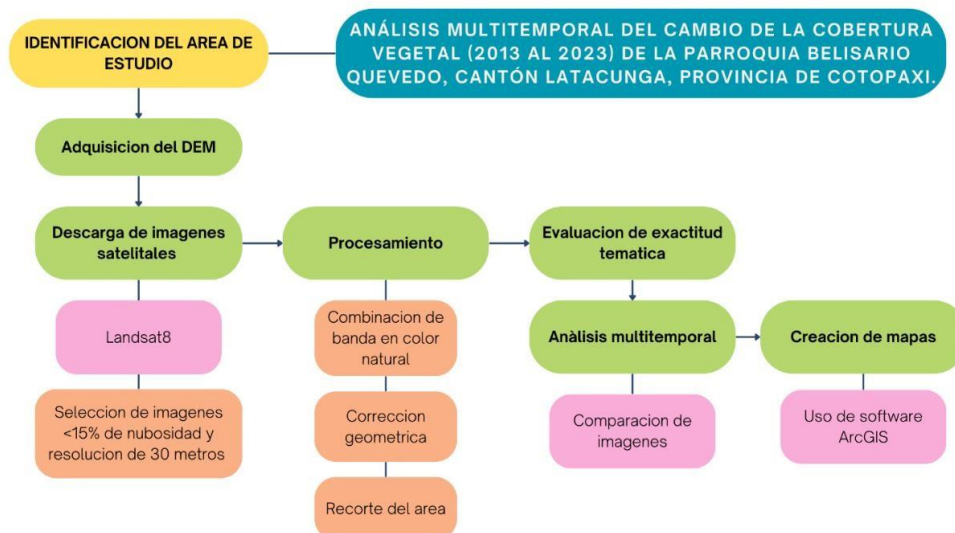 IDENTIFICACION DEL AREA DE
ESTUDIO
ANÁLISIS MULTITEMPORAL DEL CAMBIO DE LA COBERTURA
VEGETAL (2013 AL 2023) DE LA PARROQUIA BELISARIO
QUEVEDO, CANTÓN LATACUNGA, PROVINCIA DE COTOPAXI.
Adquisicion del DEM
Descarga de imagenes
satelitales
Procesamiento
Evaluacion de exactitud
tematica
Landsat8
Combinacion de
banda en color
natural
Anàlisis multitemporal
Creacion de mapas
Seleccion de imagenes
<15% de nubosidad y
resolucion de 30 metros
Correccion
geometrica
Comparacion de
imagenes
Uso de software
ArcGIS
Recorte del area